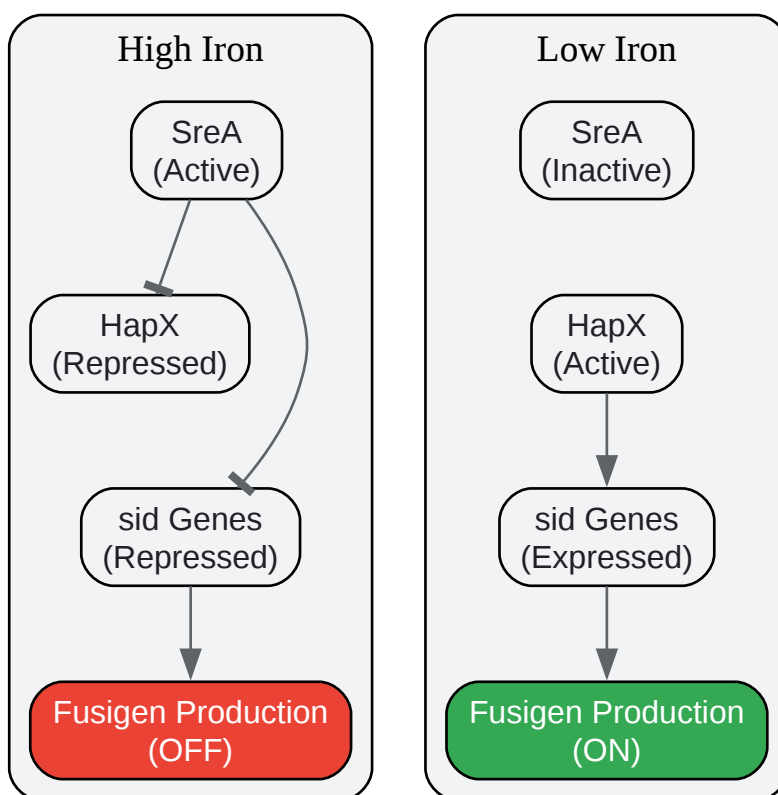 High Iron
SreA
(Active)
HapX
(Repressed)
sid Genes
(Repressed)
Fusigen Production
(OFF)
Low Iron
SreA
(Inactive)
HapX
(Active)
sid Genes
(Expressed)
Fusigen Production
(ON)